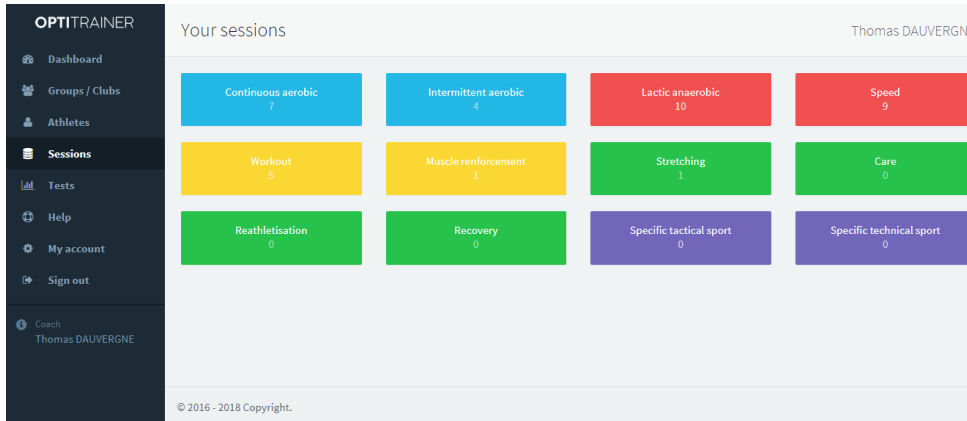 OPTITRAINER
Dashboard
Groups / Clubs
Athletes
Sessions
Tests
Help
My account
Sign out
Coach
Thomas DAUVERGNE
Your sessions
Thomas DAUVERGN
Continuous aerobic
7
Intermittent aerobic
4
Lactic anaerobic
10
Speed
9
Workout
5
Muscle renforcement
1
Stretching
1
Care
0
Reathletisation
0
Recovery
0
Specific tactical sport
0
Specific technical sport
0
© 2016 - 2018 Copyright.